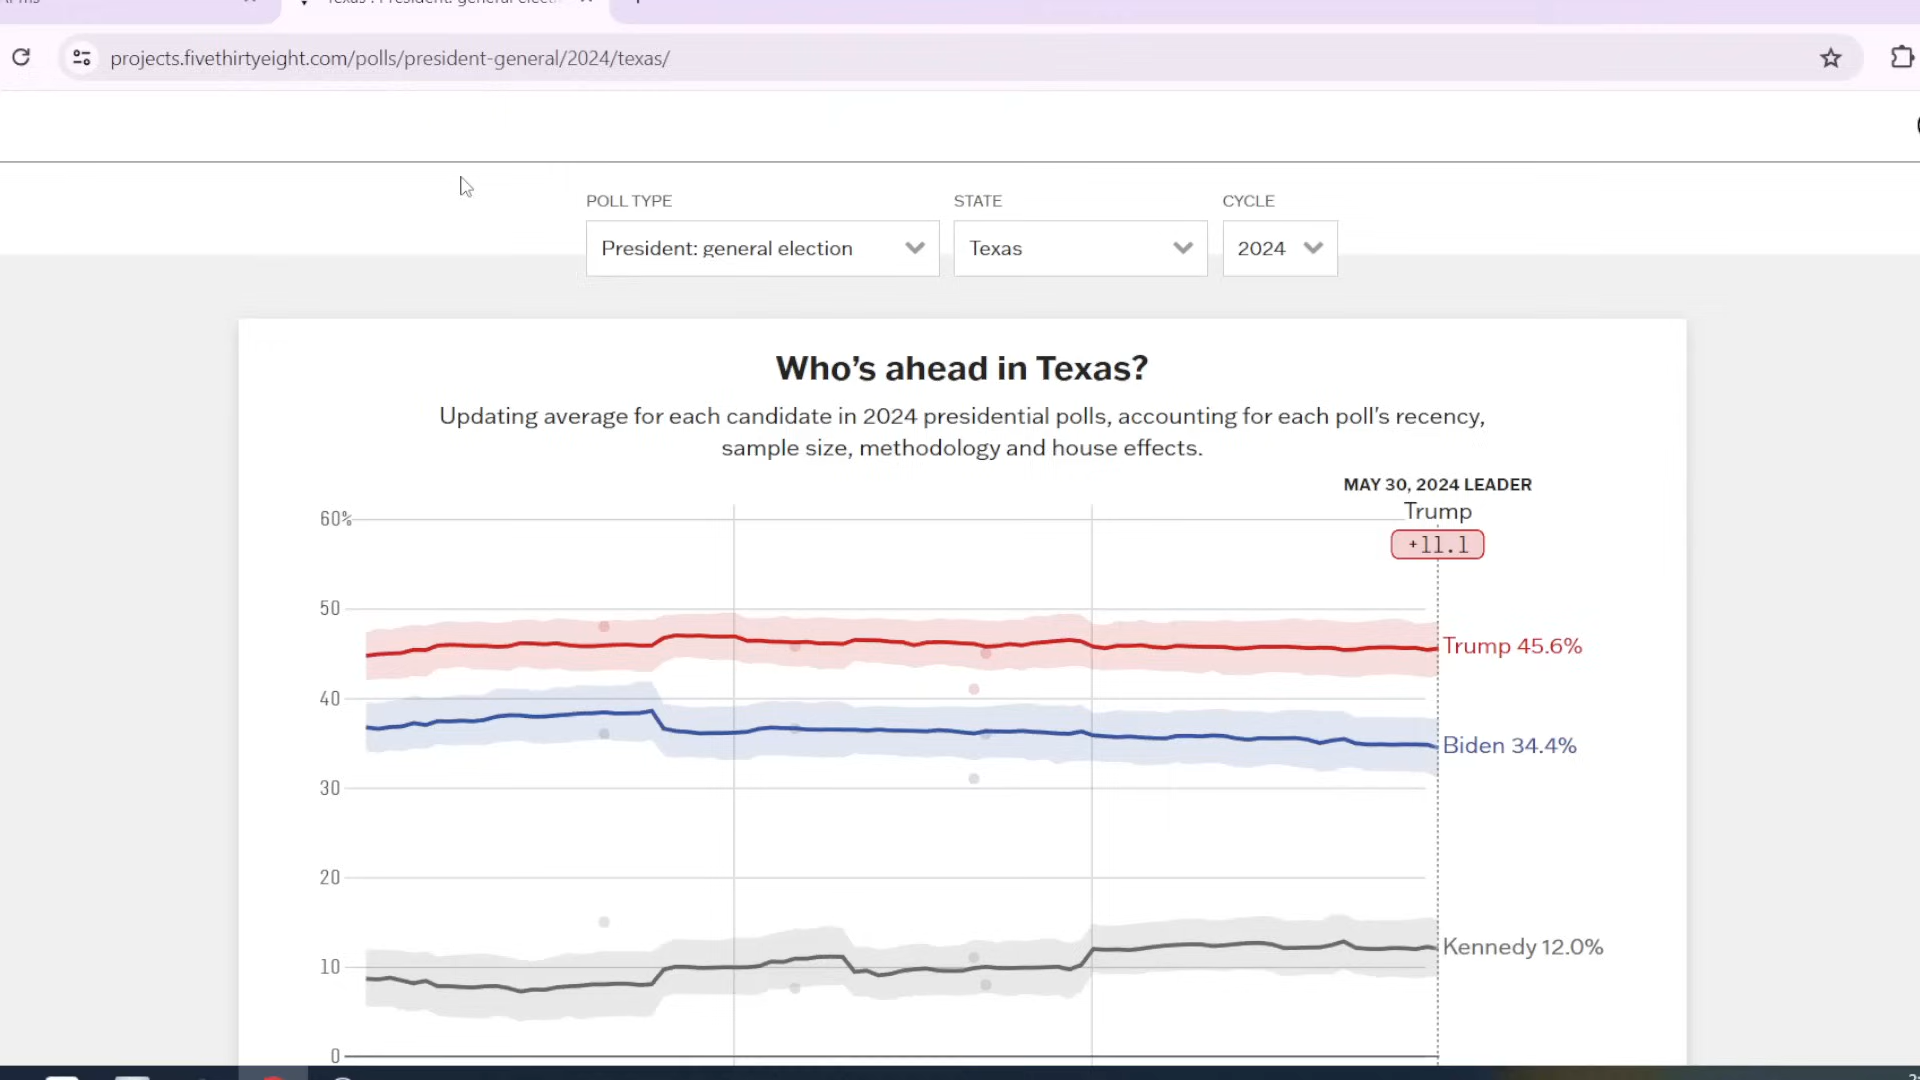 projects.fivethirtyeight.com/polls/president-general/2024/texas/
POLL TYPE
STATE
CYCLE
President: general election
Texas
2024
Who’s ahead in Texas?
Updating average for each candidate in 2024 presidential polls, accounting for each poll’s recency,
sample size, methodology and house effects.
MAY 30, 2024 LEADER
Trump
+11.1
60%
50
Trump 45.6%
40
Biden 34.4%
30
20
Kennedy 12.0%
10
0